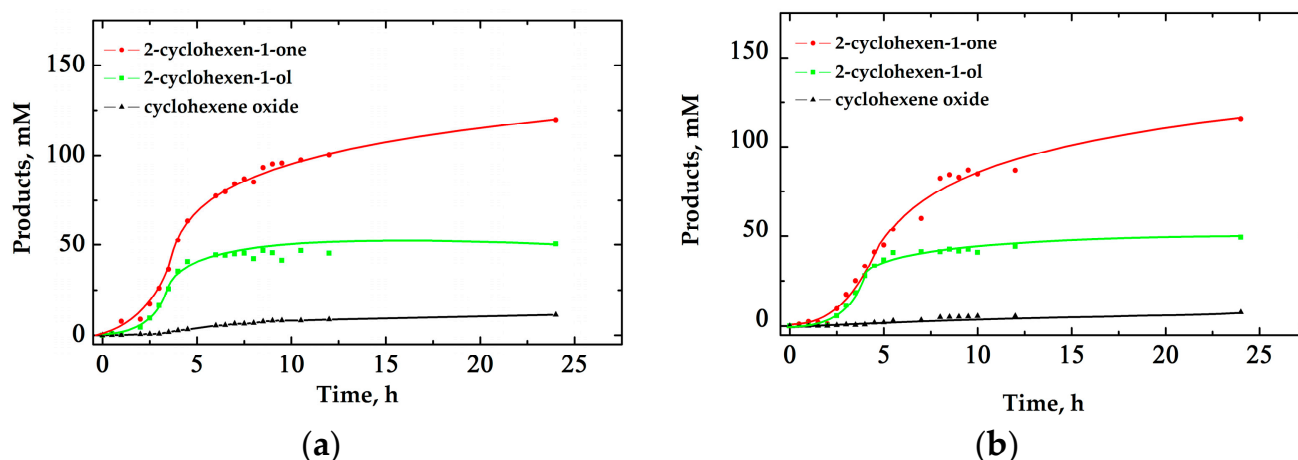 150
100
50
0
Products, mM
2-cyclohexen-1-one
2-cyclohexen-1-ol
cyclohexene oxide
0
5
10
15
20
25
Time, h
(a)
150
100
50
0
Products, mM
2-cyclohexen-1-one
2-cyclohexen-1-ol
cyclohexene oxide
0
5
10
15
20
25
Time, h
(b)